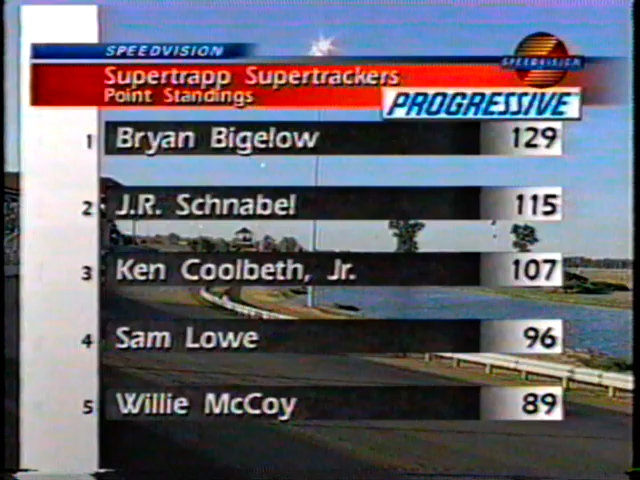 SPEEDVISION
SPEEDVISION
Supertrapp Supertrackers
Point Standings
PROGRESSIVE
1 Bryan Bigelow 129
2 J.R. Schnabel 115
3 Ken Coolbeth, Jr. 107
4 Sam Lowe 96
5 Willie McCoy 89